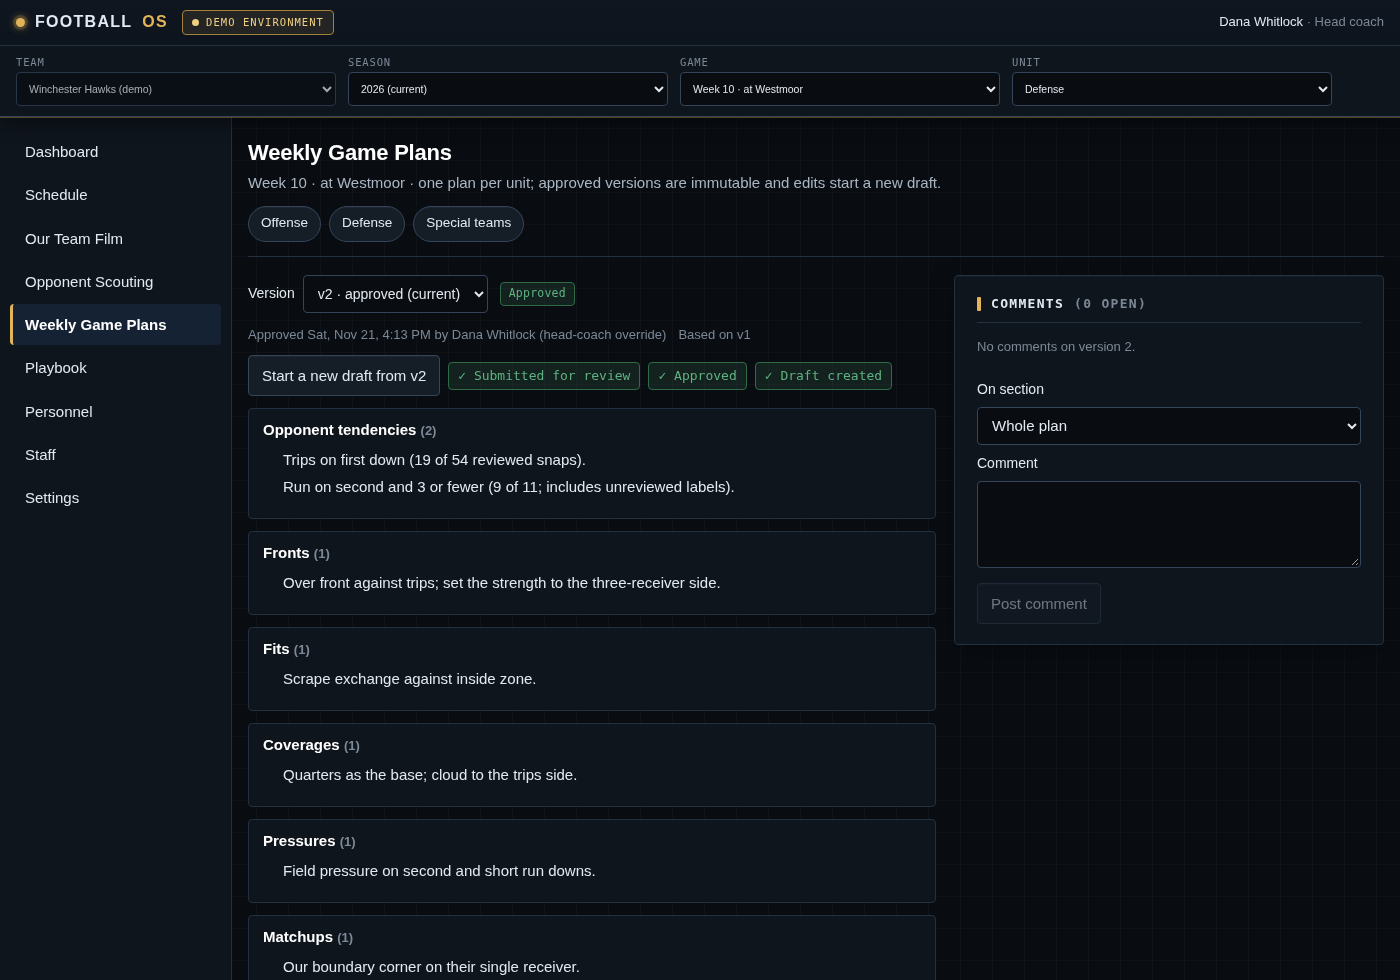 FOOTBALL OS
DEMO ENVIRONMENT
Dana Whitlock · Head coach
TEAM
Winchester Hawks (demo)
SEASON
2026 (current)
GAME
Week 10 · at Westmoor
UNIT
Defense
Dashboard
Schedule
Our Team Film
Opponent Scouting
Weekly Game Plans
Playbook
Personnel
Staff
Settings
Weekly Game Plans
Week 10 · at Westmoor · one plan per unit; approved versions are immutable and edits start a new draft.
Offense
Defense
Special teams
Version
v2 · approved (current)
Approved
Approved Sat, Nov 21, 4:13 PM by Dana Whitlock (head-coach override) Based on v1
Start a new draft from v2
✓ Submitted for review
✓ Approved
✓ Draft created
Opponent tendencies (2)
Trips on first down (19 of 54 reviewed snaps).
Run on second and 3 or fewer (9 of 11; includes unreviewed labels).
Fronts (1)
Over front against trips; set the strength to the three-receiver side.
Fits (1)
Scrape exchange against inside zone.
Coverages (1)
Quarters as the base; cloud to the trips side.
Pressures (1)
Field pressure on second and short run downs.
Matchups (1)
Our boundary corner on their single receiver.
COMMENTS (0 OPEN)
No comments on version 2.
On section
Whole plan
Comment
Post comment